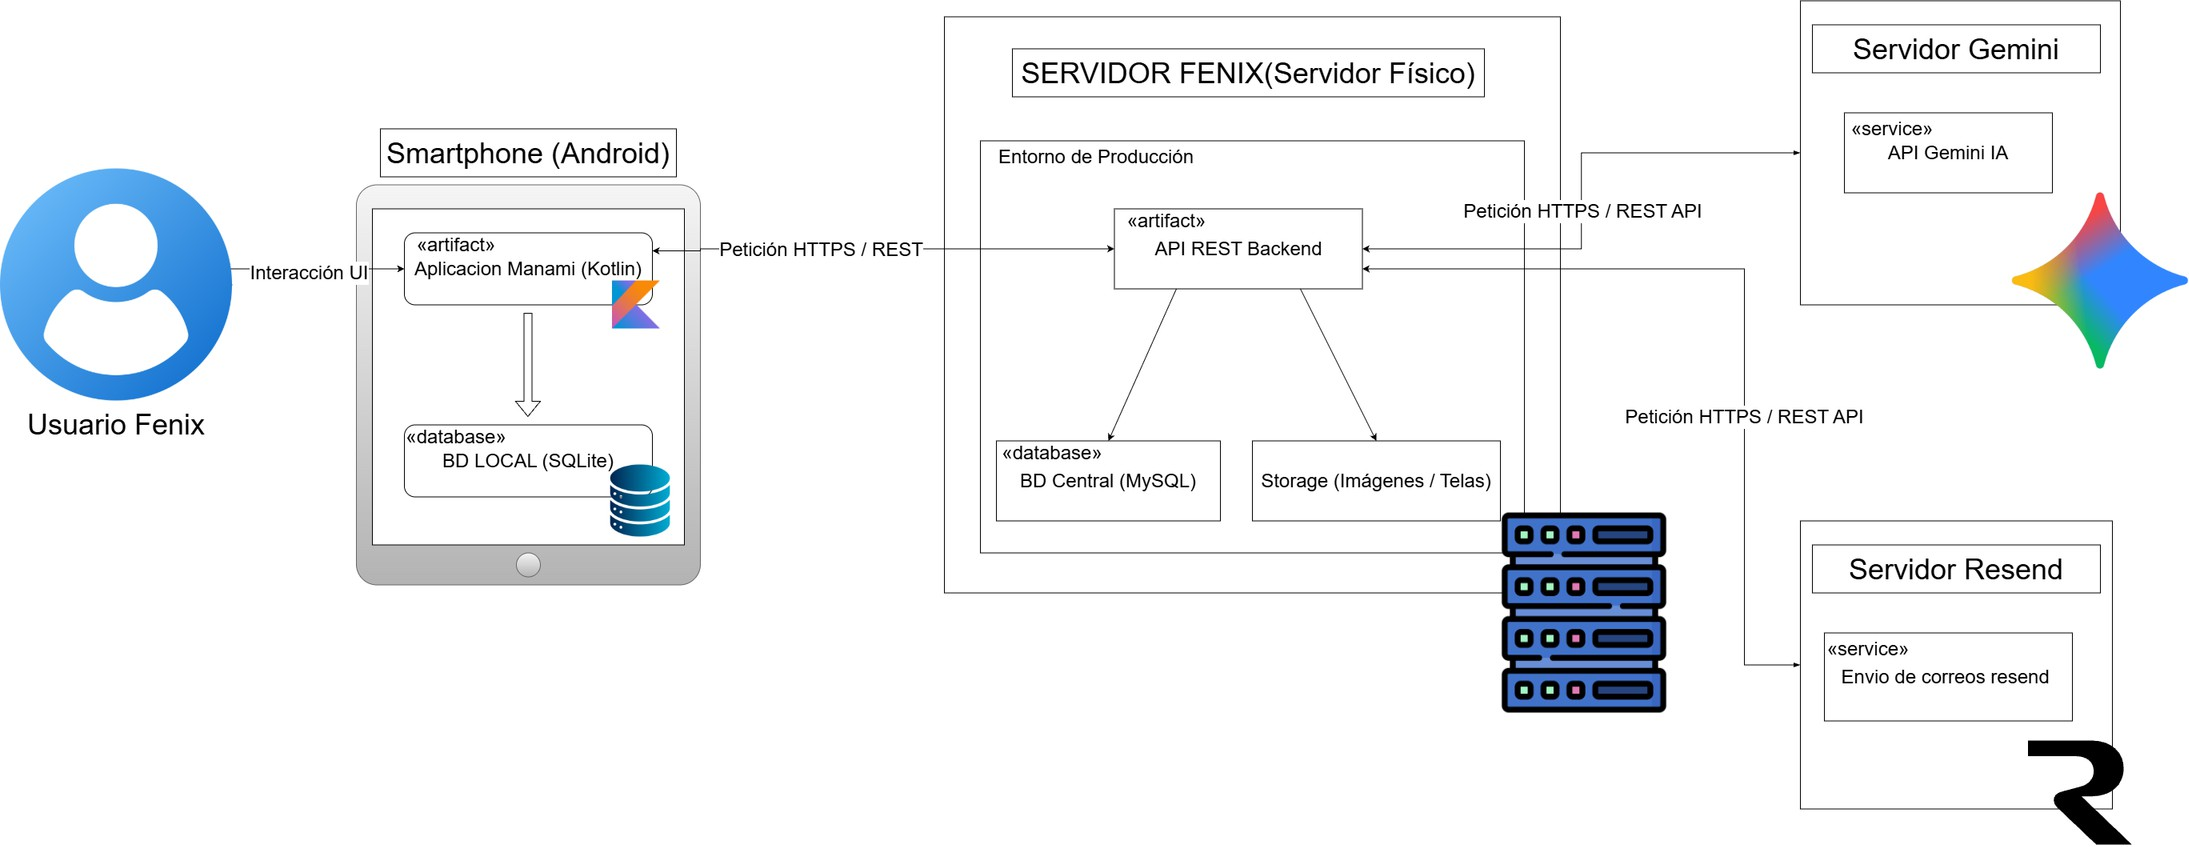 Usuario Fenix
Interacción UI
Smartphone (Android)
«artifact»
Aplicacion Manami (Kotlin)
«database»
BD LOCAL (SQLite)
Petición HTTPS / REST
SERVIDOR FENIX(Servidor Físico)
Entorno de Producción
«artifact»
API REST Backend
«database»
BD Central (MySQL)
Storage (Imágenes / Telas)
Petición HTTPS / REST API
Petición HTTPS / REST API
Servidor Gemini
«service»
API Gemini IA
Servidor Resend
«service»
Envio de correos resend